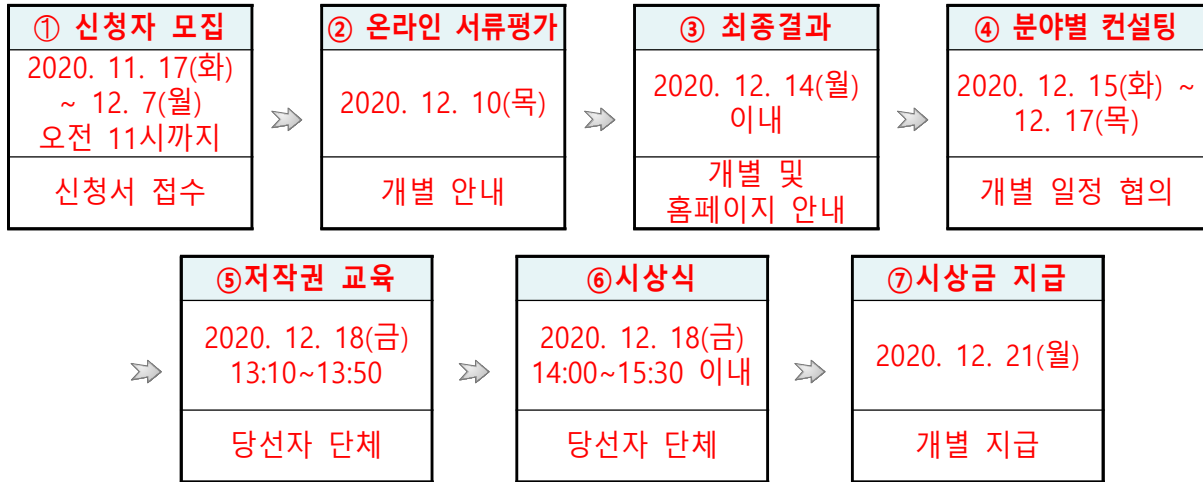 ① 신청자 모집
2020. 11. 17(화)
~ 12. 7(월)
오전 11시까지
신청서 접수
② 온라인 서류평가
2020. 12. 10(목)
개별 안내
③ 최종결과
2020. 12. 14(월)
이내
개별 및
홈페이지 안내
④ 분야별 컨설팅
2020. 12. 15(화) ~
12. 17(목)
개별 일정 협의
⑤저작권 교육
2020. 12. 18(금)
13:10~13:50
당선자 단체
⑥시상식
2020. 12. 18(금)
14:00~15:30 이내
당선자 단체
⑦시상금 지급
2020. 12. 21(월)
개별 지급